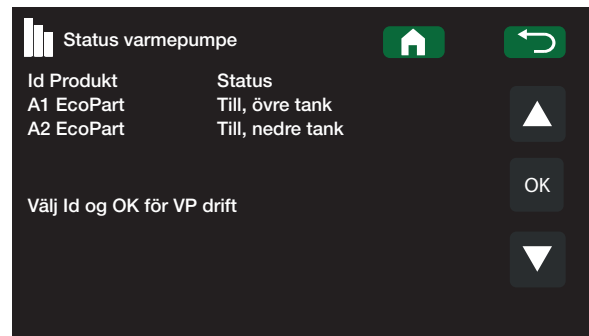 Status varmepumpe
Id Produkt Status
A1 EcoPart Till, övre tank
A2 EcoPart Till, nedre tank
OK
Välj Id og OK för VP drift